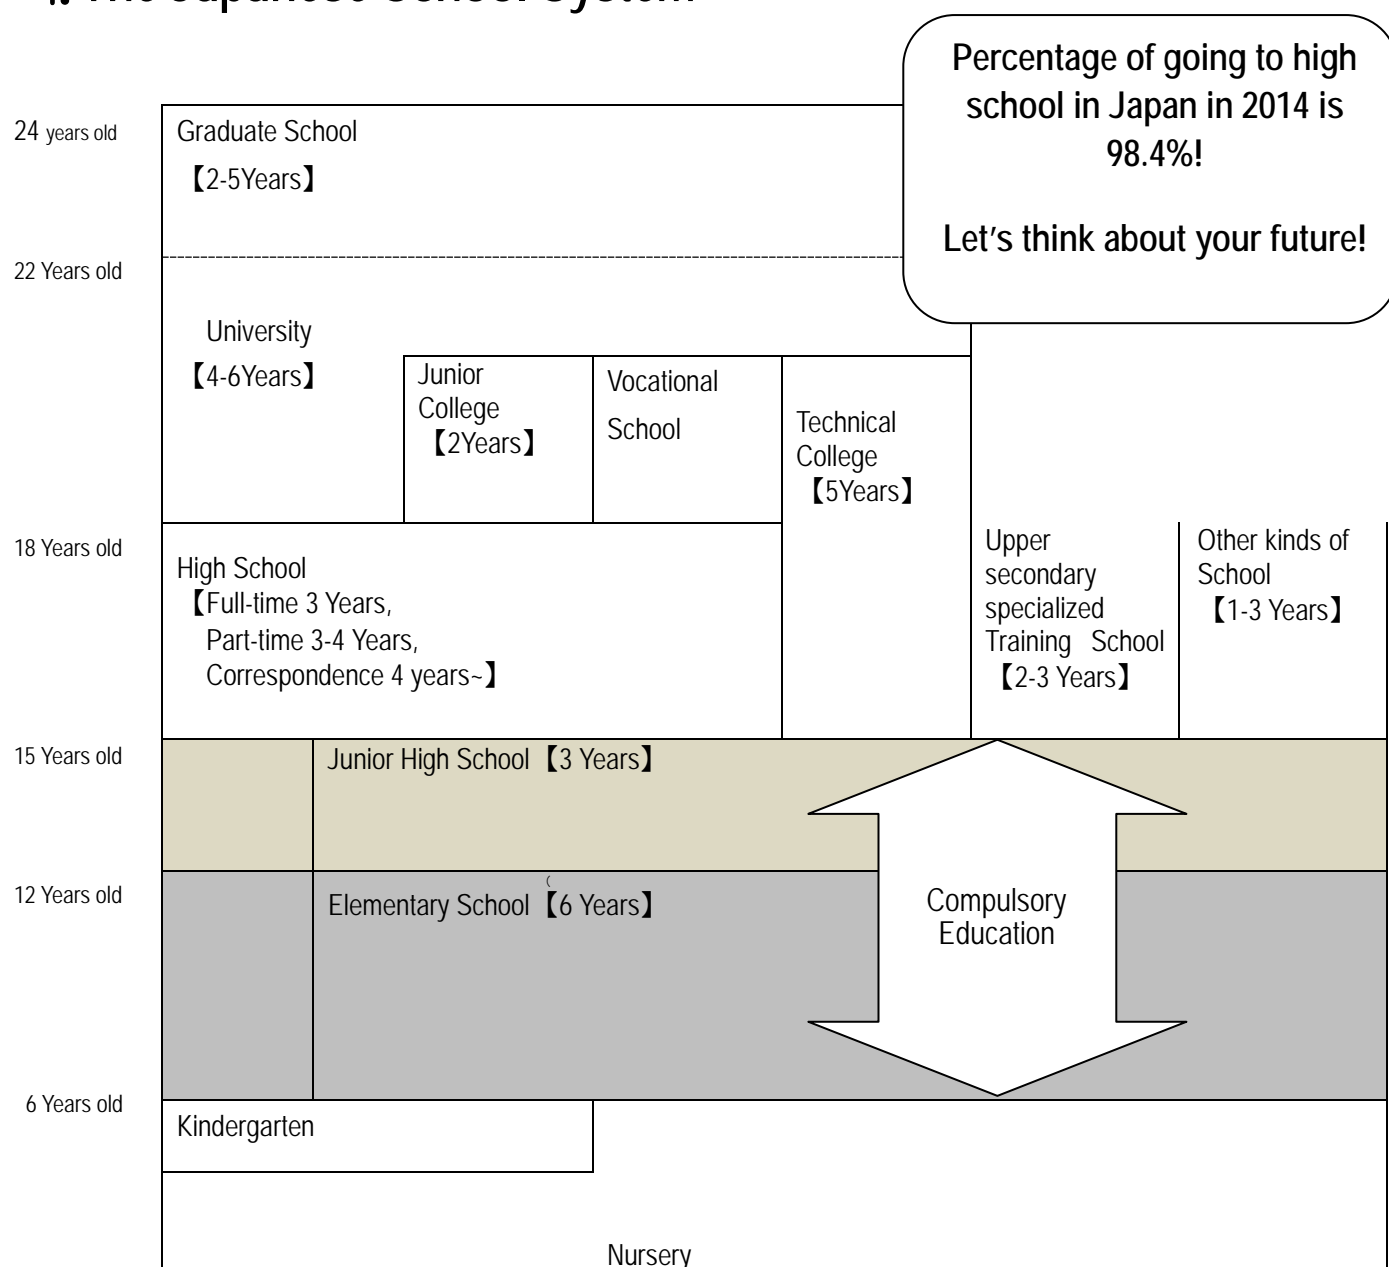 The Japanese School System
Percentage of going to high
school in Japan in 2014 is
98.4%!
Let's think about your future!
24 years old
Graduate School
【2-5Years】
22 Years old
University
【4-6Years】
Junior
College
【2Years】
Vocational
School
Technical
College
【5Years】
18 Years old
High School
【Full-time 3 Years,
Part-time 3-4 Years,
Correspondence 4 years~】
Upper
secondary
specialized
Training School
【2-3 Years】
Other kinds of
School
【1-3 Years】
15 Years old
Junior High School【3 Years】
12 Years old
(
Elementary School【6 Years】
Compulsory
Education
6 Years old
Kindergarten
Nursery